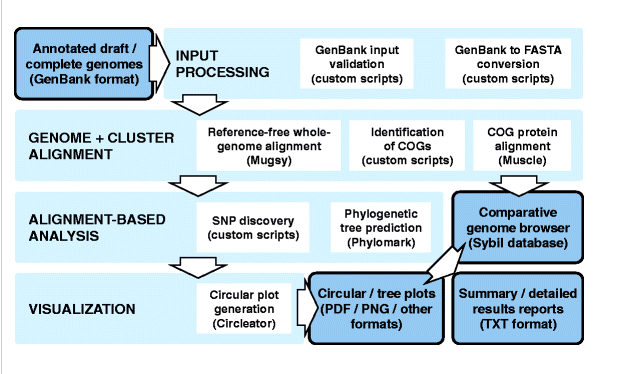 Annotated draft /
complete genomes
(GenBank format)
INPUT
PROCESSING
GenBank input
validation
(custom scripts)
GenBank to FASTA
conversion
(custom scripts)
GENOME + CLUSTER
ALIGNMENT
Reference-free whole-
genome alignment
(Mugsy)
Identification
of COGs
(custom scripts)
COG protein
alignment
(Muscle)
ALIGNMENT-BASED
ANALYSIS
SNP discovery
(custom scripts)
Phylogenetic
tree prediction
(Phylomark)
Comparative
genome browser
(Sybil database)
VISUALIZATION
Circular plot
generation
(Circleator)
Circular / tree plots
(PDF / PNG / other
formats)
Summary / detailed
results reports
(TXT format)